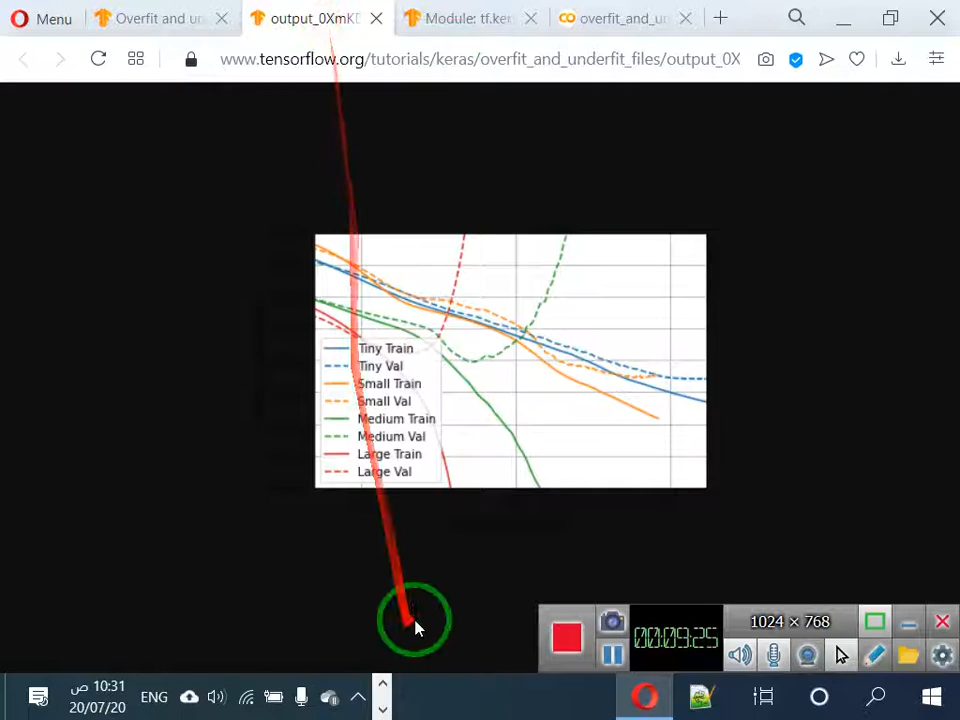 Menu
Overfit and un
output_0XmKD
Module: tf.ker
overfit_and_un
www.tensorflow.org/tutorials/keras/overfit_and_underfit_files/output_0X
Tiny Train
Tiny Val
Small Train
Small Val
Medium Train
Medium Val
Large Train
Large Val
00:09:25
1024 × 768
10:31 ص
20/07/20
ENG